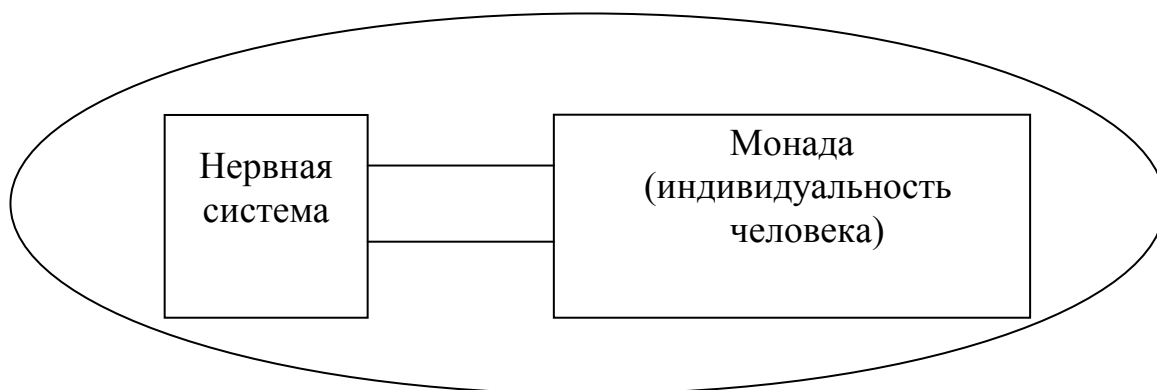 Нервная
система
Монада
(индивидуальность
человека)